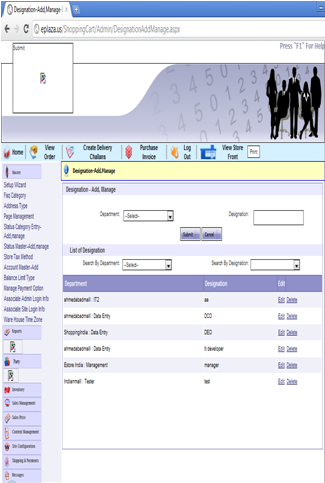 Designation-Add,Manage-
eplaza.us/ShoppingCart/Admin/DesignationAddManage.aspx
Submit
Press "F1" For Help
Home
View Order
Create Delivery Challans
Purchase Invoice
Log Out
View Store Front
Print
Master
Designation-Add,Manage
Setup Wizard
Faq Category
Address Type
Page Management
Status Category Entry-Add,manage
Status Master-Add,manage
Store Tax Method
Account Master-Add
Balance Limit Type
Manage Payment Option
Associate Admin Login Info
Associate Site Login Info
Ware House Time Zone
Reports
Party
Inventory
Sales Management
Sales Price
Content Management
Site Configuration
Shipping & Payments
Messages
Designation - Add, Manage
Department: --Select-- Designation:
Submit Cancel
List of Designation
Search By Department: --Select-- Search By Designation:
Department Designation Edit
ahmedabadmall : IT2 aa Edit Delete
ahmedabadmall : Data Entry DCO Edit Delete
ShoppingIndia : Data Entry DEO Edit Delete
ahmedabadmall : Data Entry It developer Edit Delete
Estore India : Management manager Edit Delete
Indianmall : Tester test Edit Delete